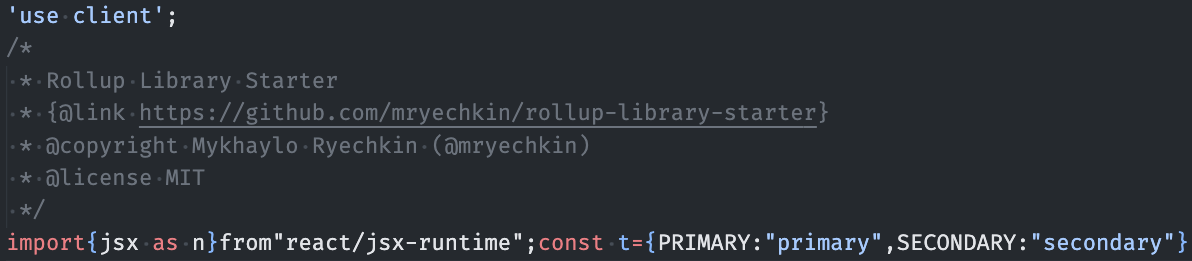 'use client';
/*
 * Rollup Library Starter
 * {@link https://github.com/mryechkin/rollup-library-starter}
 * @copyright Mykhaylo Ryechkin (@mryechkin)
 * @license MIT
 */
import{jsx as n}from"react/jsx-runtime";const t={PRIMARY:"primary",SECONDARY:"secondary"}